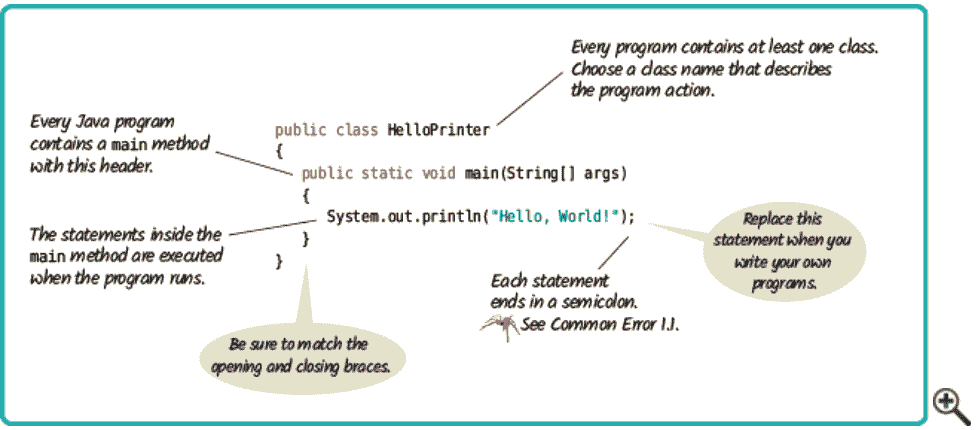 Every program contains at least one class.
Choose a class name that describes
the program action.
Every Java program
contains a main method
with this header.
public class HelloPrinter
{
public static void main(String[] args)
{
System.out.println("Hello, World!");
}
}
The statements inside the
main method are executed
when the program runs.
Replace this
statement when you
write your own
programs.
Each statement
ends in a semicolon.
See Common Error 1.1.
Be sure to match the
opening and closing braces.